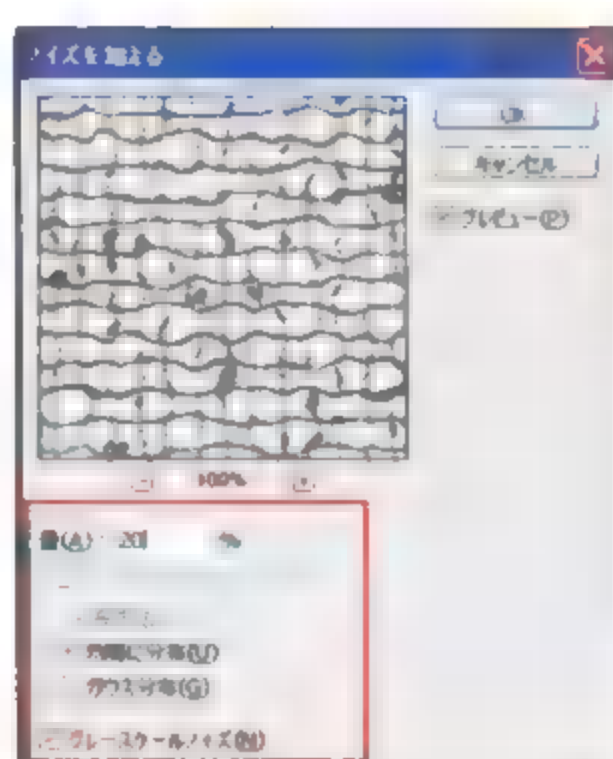 ノイズを加える
OK
キャンセル
プレビュー(P)
100%
量(A) 20 %
均等に分布(U)
ガウス分布(G)
グレースケールノイズ(M)